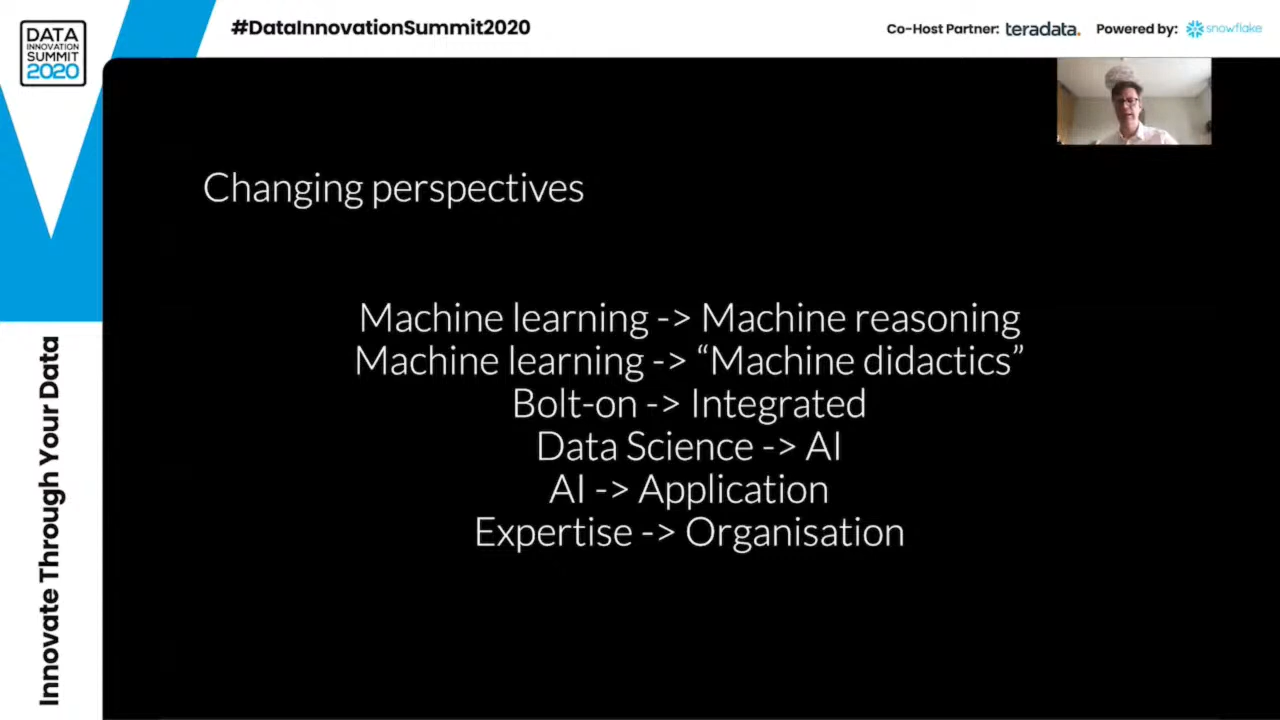 #DataInnovationSummit2020
Co-Host Partner: teradata. Powered by: snowflake
DATA
INNOVATION
SUMMIT
2020
Changing perspectives
Machine learning -> Machine reasoning
Machine learning -> “Machine didactics”
Bolt-on -> Integrated
Data Science -> AI
AI -> Application
Expertise -> Organisation
Innovate Through Your Data